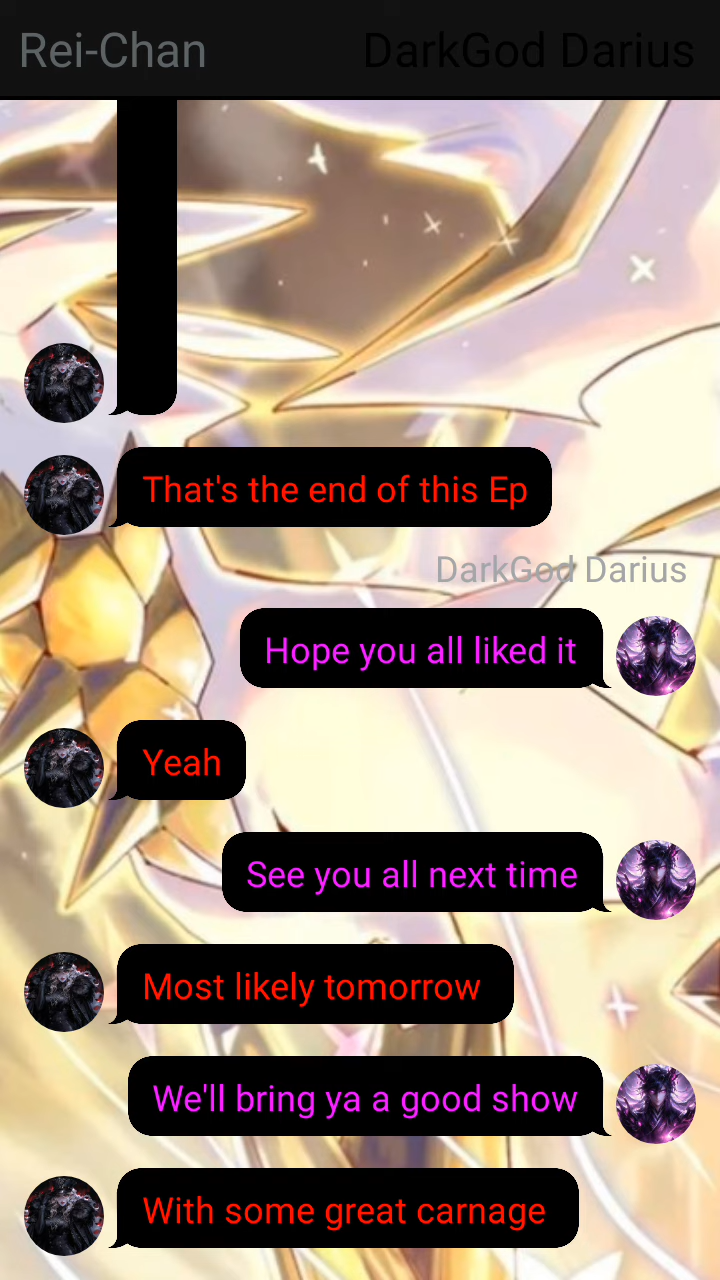 Rei-Chan
DarkGod Darius
That's the end of this Ep
DarkGod Darius
Hope you all liked it
Yeah
See you all next time
Most likely tomorrow
We'll bring ya a good show
With some great carnage